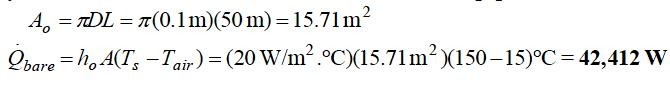 A_o = πDL = π(0.1 m)(50 m) = 15.71 m²
Q̇_bare = h_o A(T_s − T_air) = (20 W/m².°C)(15.71 m²)(150 − 15)°C = 42,412 W